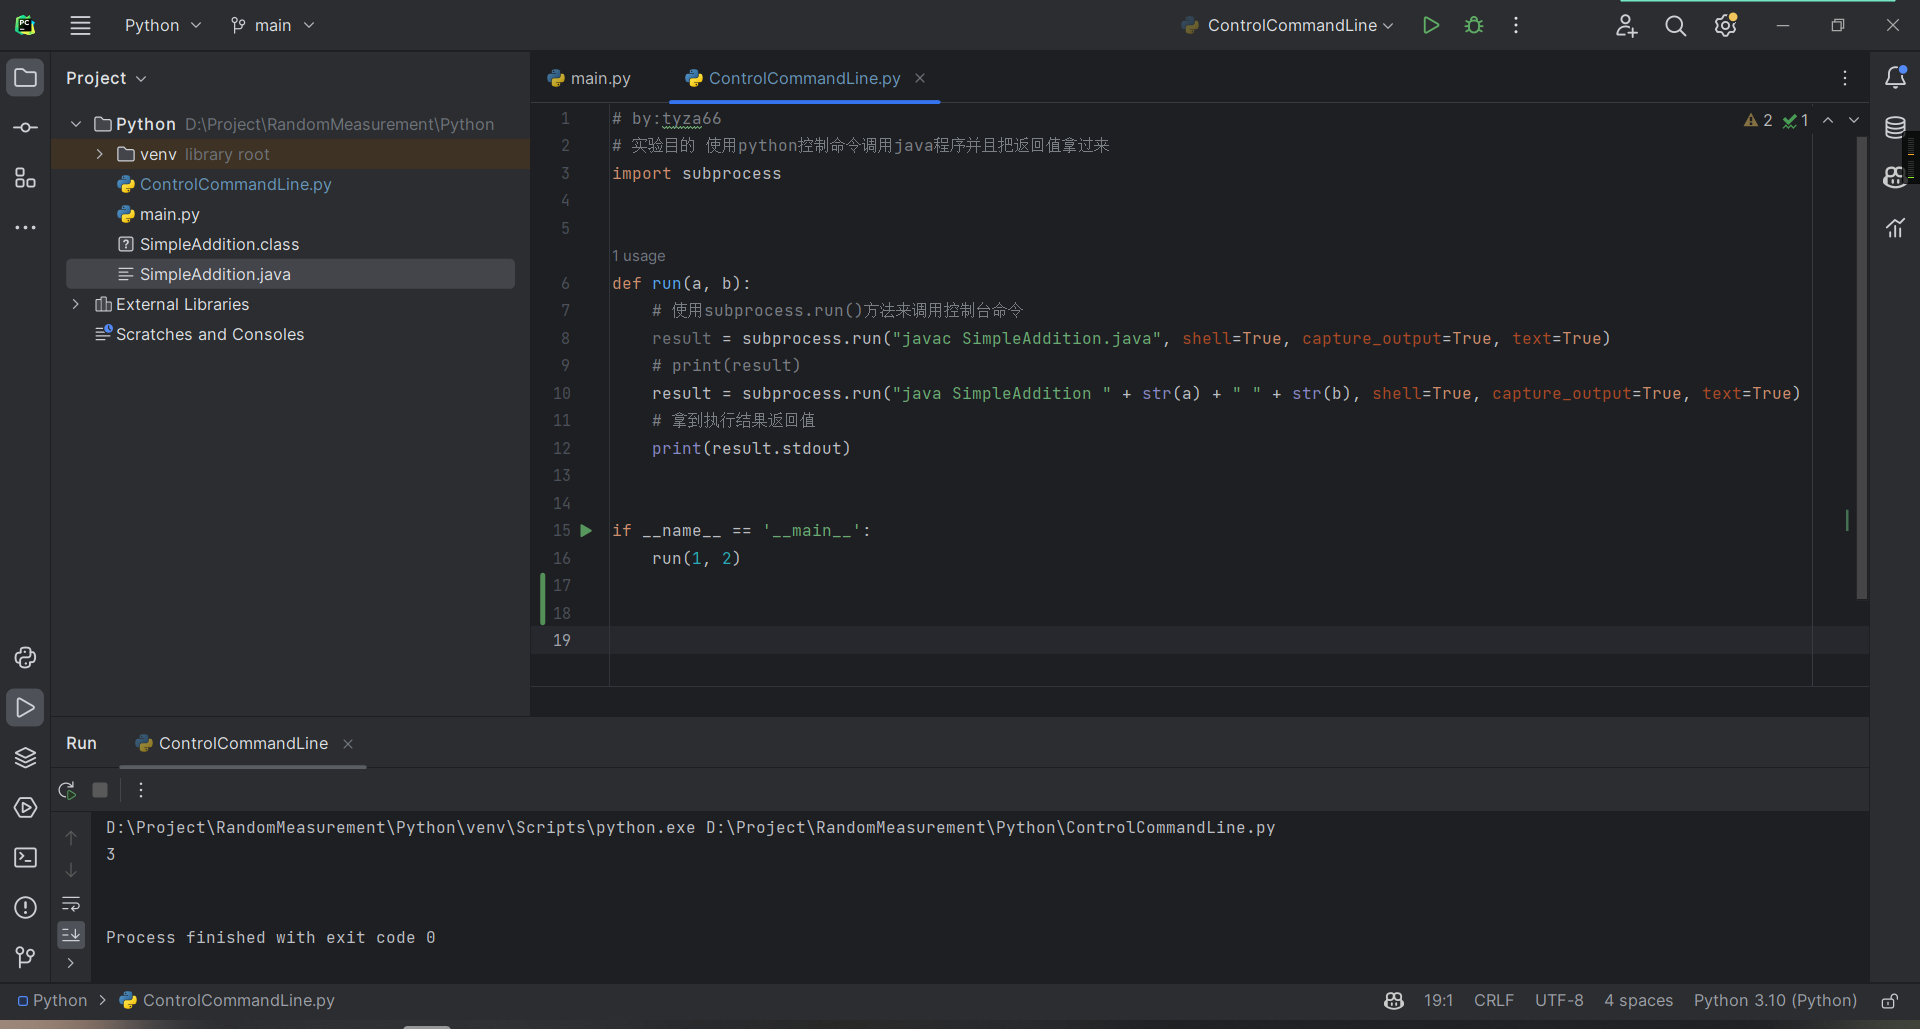 Python
main
ControlCommandLine
Project
main.py
ControlCommandLine.py
Python D:\Project\RandomMeasurement\Python
venv library root
ControlCommandLine.py
main.py
SimpleAddition.class
SimpleAddition.java
External Libraries
Scratches and Consoles
2 1
1 # by:tyza66
2 # 实验目的 使用python控制命令调用java程序并且把返回值拿过来
3 import subprocess
4
5
1 usage
6 def run(a, b):
7 # 使用subprocess.run()方法来调用控制台命令
8 result = subprocess.run("javac SimpleAddition.java", shell=True, capture_output=True, text=True)
9 # print(result)
10 result = subprocess.run("java SimpleAddition " + str(a) + " " + str(b), shell=True, capture_output=True, text=True)
11 # 拿到执行结果返回值
12 print(result.stdout)
13
14
15 if __name__ == '__main__':
16 run(1, 2)
17
18
19
Run
ControlCommandLine
D:\Project\RandomMeasurement\Python\venv\Scripts\python.exe D:\Project\RandomMeasurement\Python\ControlCommandLine.py
3
Process finished with exit code 0
Python
ControlCommandLine.py
19:1 CRLF UTF-8 4 spaces Python 3.10 (Python)